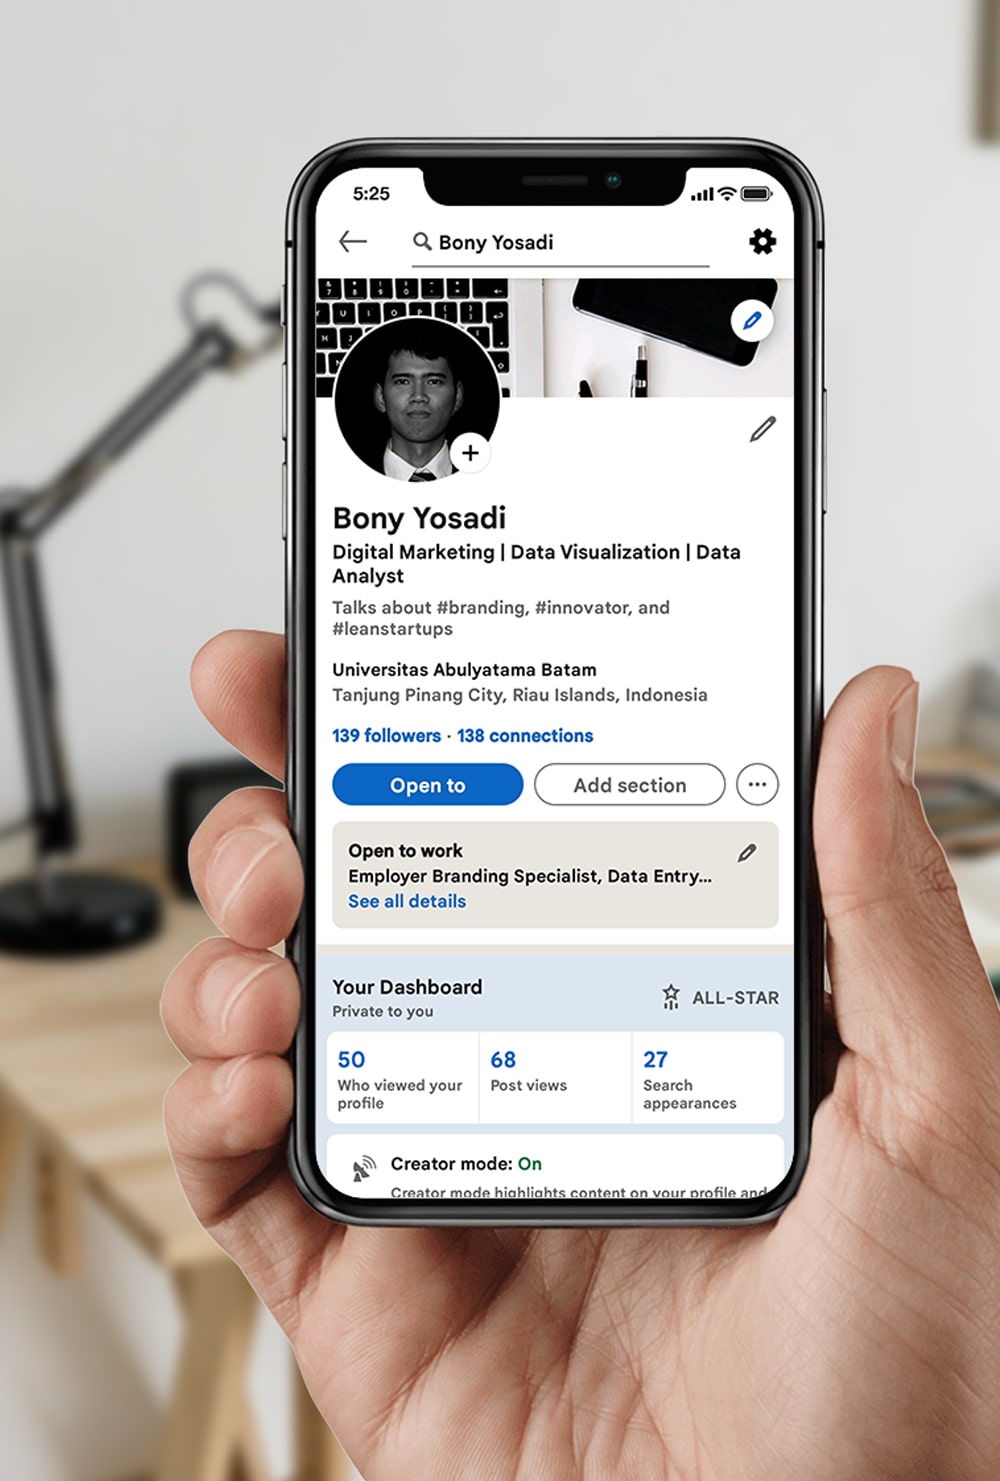 5:25
Bony Yosadi
Bony Yosadi
Digital Marketing | Data Visualization | Data
Analyst
Talks about #branding, #innovator, and
#leanstartups
Universitas Abulyatama Batam
Tanjung Pinang City, Riau Islands, Indonesia
139 followers · 138 connections
Open to
Add section
Open to work
Employer Branding Specialist, Data Entry...
See all details
Your Dashboard
Private to you
ALL-STAR
50
Who viewed your
profile
68
Post views
27
Search
appearances
Creator mode: On
Creator mode highlights content on your profile and